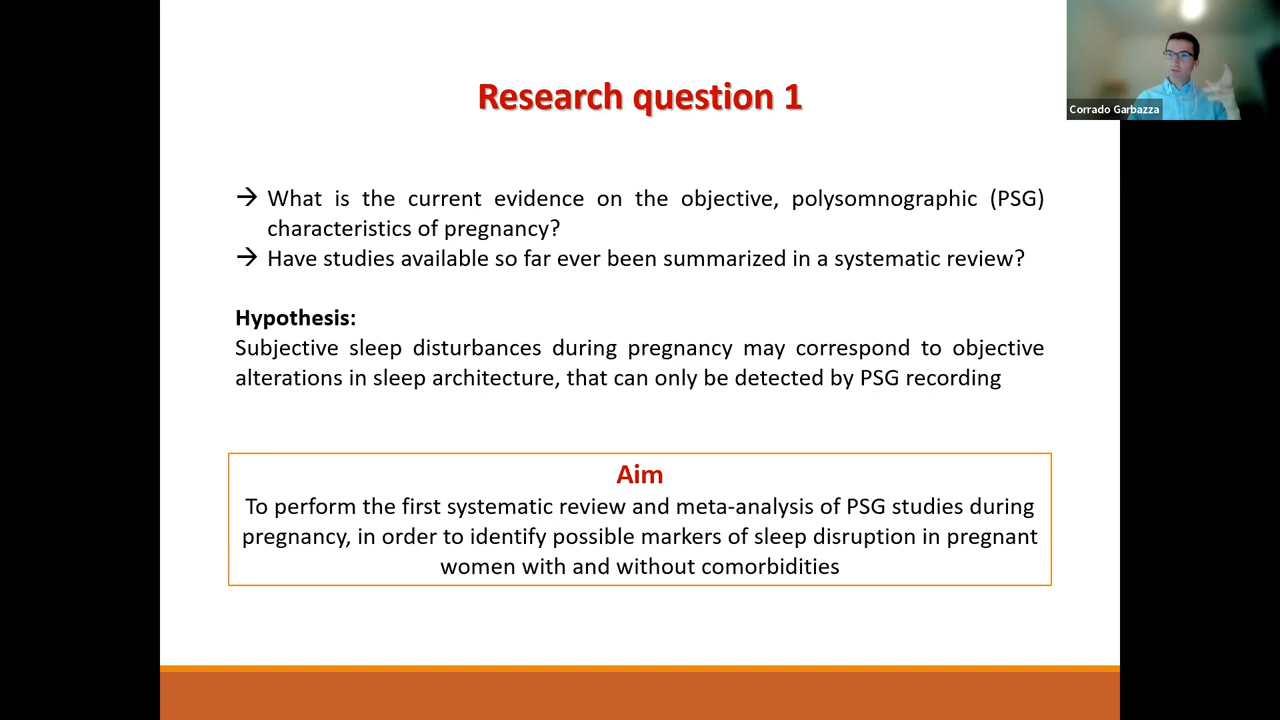 Research question 1
Corrado Garbazza
→ What is the current evidence on the objective, polysomnographic (PSG)
characteristics of pregnancy?
→ Have studies available so far ever been summarized in a systematic review?
Hypothesis:
Subjective sleep disturbances during pregnancy may correspond to objective
alterations in sleep architecture, that can only be detected by PSG recording
Aim
To perform the first systematic review and meta-analysis of PSG studies during
pregnancy, in order to identify possible markers of sleep disruption in pregnant
women with and without comorbidities